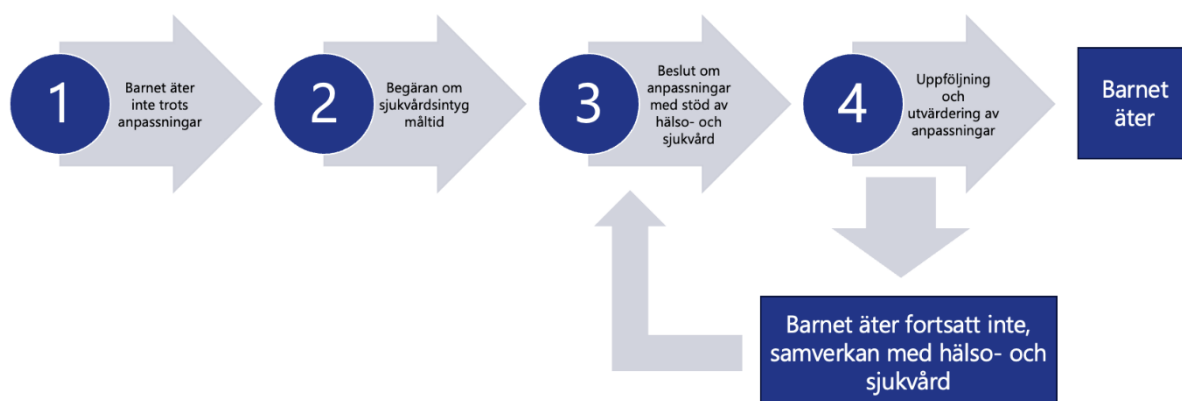 1
Barnet äter
inte trots
anpassningar
2
Begäran om
sjukvårdsintyg
måltid
3
Beslut om
anpassningar
med stöd av
hälso- och
sjukvård
4
Uppföljning
och
utvärdering av
anpassningar
Barnet
äter
Barnet äter fortsatt inte,
samverkan med hälso- och
sjukvård